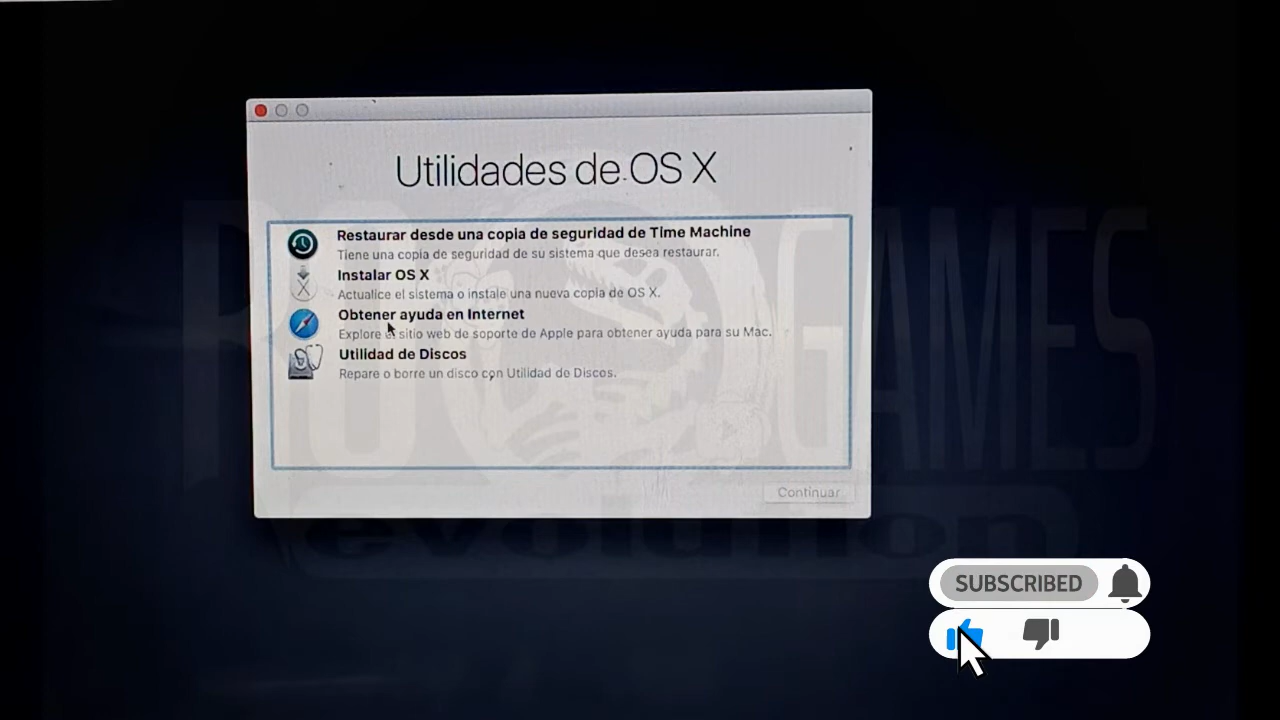 Utilidades de OS X
Restaurar desde una copia de seguridad de Time Machine
Tiene una copia de seguridad de su sistema que desea restaurar.
Instalar OS X
Actualice el sistema o instale una nueva copia de OS X.
Obtener ayuda en Internet
Explore el sitio web de soporte de Apple para obtener ayuda para su Mac.
Utilidad de Discos
Repare o borre un disco con Utilidad de Discos.
Continuar
GAMES
evolution
SUBSCRIBED